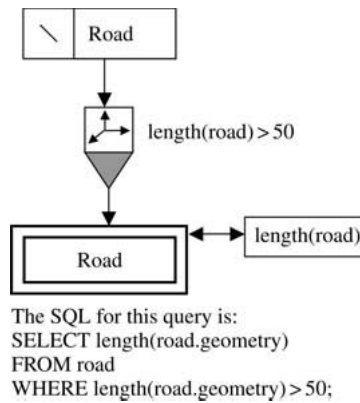 Road
length(road) > 50
Road
length(road)
The SQL for this query is:
SELECT length(road.geometry)
FROM road
WHERE length(road.geometry) > 50;